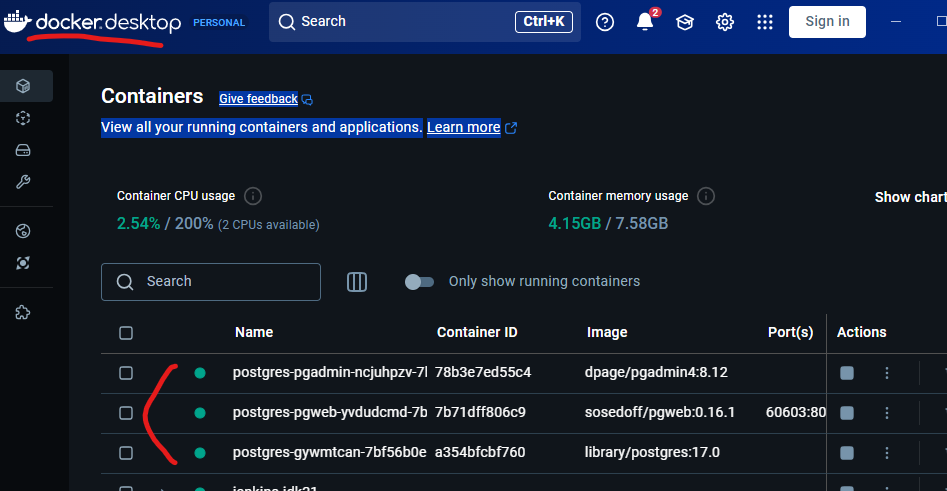 docker.desktop PERSONAL Search Ctrl+K 2 Sign in
Containers Give feedback
View all your running containers and applications. Learn more
Container CPU usage Container memory usage Show chart
2.54% / 200% (2 CPUs available) 4.15GB / 7.58GB
Search Only show running containers
Name Container ID Image Port(s) Actions
postgres-pgadmin-ncjuhpzv-7l 78b3e7ed55c4 dpage/pgadmin4:8.12
postgres-pgweb-yvdudcmd-7b 7b71dff806c9 sosedoff/pgweb:0.16.1 60603:80
postgres-gywmtcan-7bf56b0e a354bfcbf760 library/postgres:17.0
jenkins-jdk21